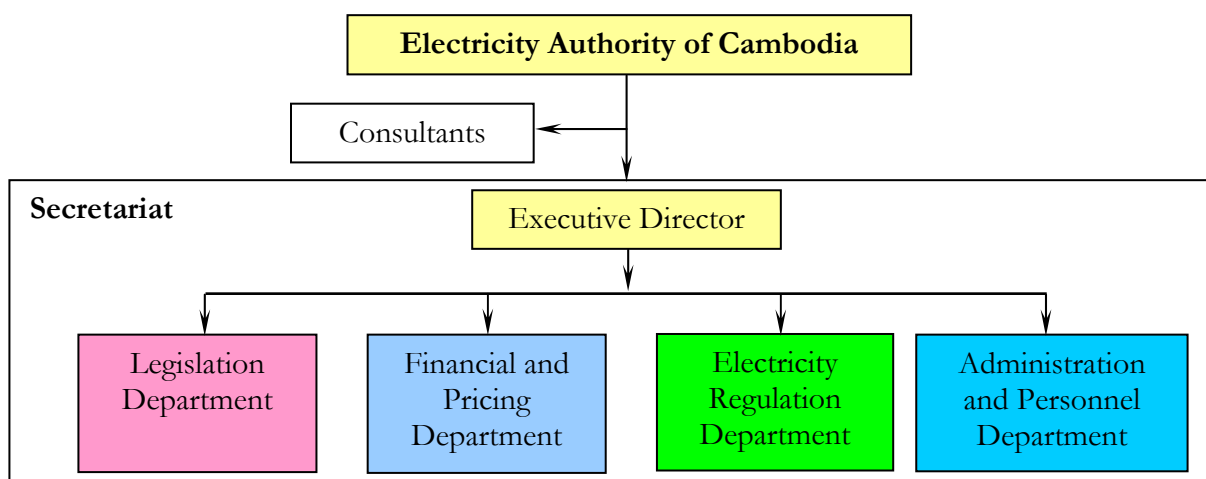 Electricity Authority of Cambodia
Consultants
Secretariat
Executive Director
Legislation
Department
Financial and
Pricing
Department
Electricity
Regulation
Department
Administration
and Personnel
Department